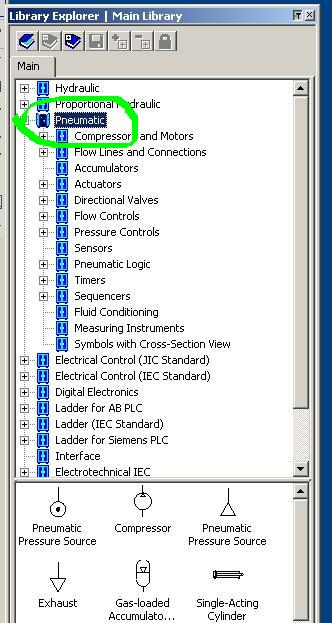 Library Explorer | Main Library
Main
Hydraulic
Proportional Hydraulic
Pneumatic
Compressors and Motors
Flow Lines and Connections
Accumulators
Actuators
Directional Valves
Flow Controls
Pressure Controls
Sensors
Pneumatic Logic
Timers
Sequencers
Fluid Conditioning
Measuring Instruments
Symbols with Cross-Section View
Electrical Control (JIC Standard)
Electrical Control (IEC Standard)
Digital Electronics
Ladder for AB PLC
Ladder (IEC Standard)
Ladder for Siemens PLC
Interface
Electrotechnical IEC
Pneumatic
Pressure Source
Compressor
Pneumatic
Pressure Source
Exhaust
Gas-loaded
Accumulato...
Single-Acting
Cylinder